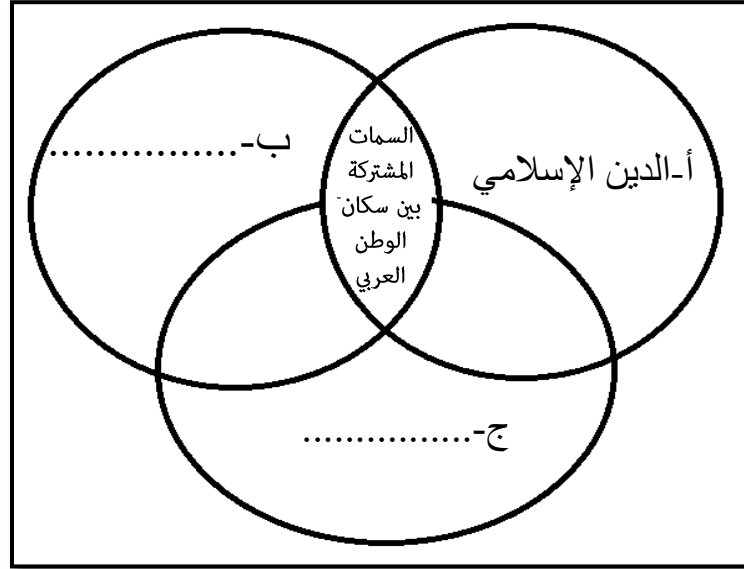 أ-الدين الإسلامي
السمات
المشتركة
بين سكان
الوطن
العربي
ب-................
ج-................